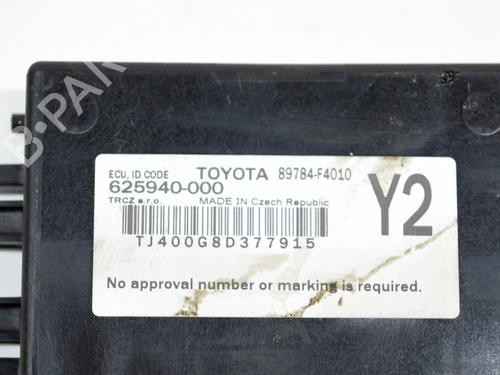 B-PARTS
ECU, ID CODE TOYOTA 89784-F4010
625940-000 Y2
TRCZ s.r.o. MADE IN Czech Republic
TJ400G8D377915
No approval number or marking is required.